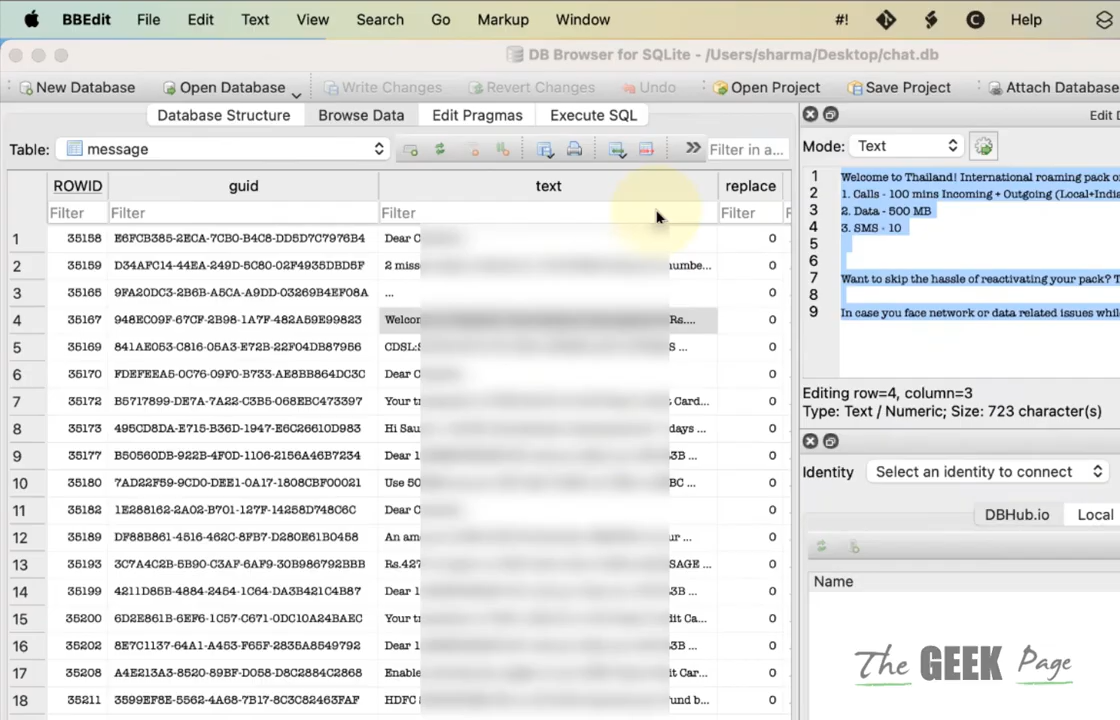 BBEdit File Edit Text View Search Go Markup Window #! Help
DB Browser for SQLite - /Users/sharma/Desktop/chat.db
New Database Open Database Write Changes Revert Changes Undo Open Project Save Project Attach Database
Database Structure Browse Data Edit Pragmas Execute SQL
Table: message Filter in a...
ROWID guid text replace
Filter Filter Filter Filter F
1 35158 E6FCB385-2ECA-7CB0-B4C8-DD5D7C7976B4 Dear C 0
2 35159 D34AFC14-44EA-249D-5C80-02F4935DBD5F 2 miss numbe... 0
3 35165 9FA20DC3-2B6B-A5CA-A9DD-03269B4EF08A ... 0
4 35167 948EC09F-67CF-2B98-1A7F-482A59E99823 Welcom Rs.... 0
5 35169 841AE053-C816-05A3-E72B-22F04DB87956 CDSL: S ... 0
6 35170 FDEFEEA5-0C76-09F0-B733-AE8BB864DC3C Dear C 0
7 35172 B5717899-DE7A-7A22-C3B5-068EBC473397 Your t Card... 0
8 35173 495CD8DA-E715-B36D-1947-E6C26610D983 Hi Sau days ... 0
9 35177 B50560DB-922B-4F0D-1106-2156A46B7234 Dear 1 3B ... 0
10 35180 7AD22F59-9CD0-DEE1-0A17-1808CBF00021 Use 50 BC ... 0
11 35182 1E288162-2A02-B701-127F-14258D748C6C Dear C 0
12 35189 DF88B861-4516-462C-8FB7-D280E61B0458 An am ur ... 0
13 35193 3C7A4C2B-5B90-C3AF-6AF9-30B986792BBB Rs.427 SAGE ... 0
14 35199 4211D85B-4884-2454-1C64-DA3B421C4B87 Dear 1 3B ... 0
15 35200 6D2E861B-6EF6-1C57-C671-0DC10A24BAEC Your t dit Ca... 0
16 35202 8E7C1137-64A1-A453-F65F-2835A8549792 Dear 1 3B ... 0
17 35208 A4E213A3-8520-89BF-D058-D8C2884C2868 Enable it Car... 0
18 35211 3599EF8E-5562-4A68-7B17-8C3C82463FAF HDFC und b... 0
Edit D
Mode: Text
1 Welcome to Thailand! International roaming pack o
2 1. Calls - 100 mins Incoming + Outgoing (Local+India
3 2. Data - 500 MB
4 3. SMS - 10
5
6
7 Want to skip the hassle of reactivating your pack? T
8
9 In case you face network or data related issues while
Editing row=4, column=3
Type: Text / Numeric; Size: 723 character(s)
Identity Select an identity to connect
DBHub.io Local
Name
The GEEK Page